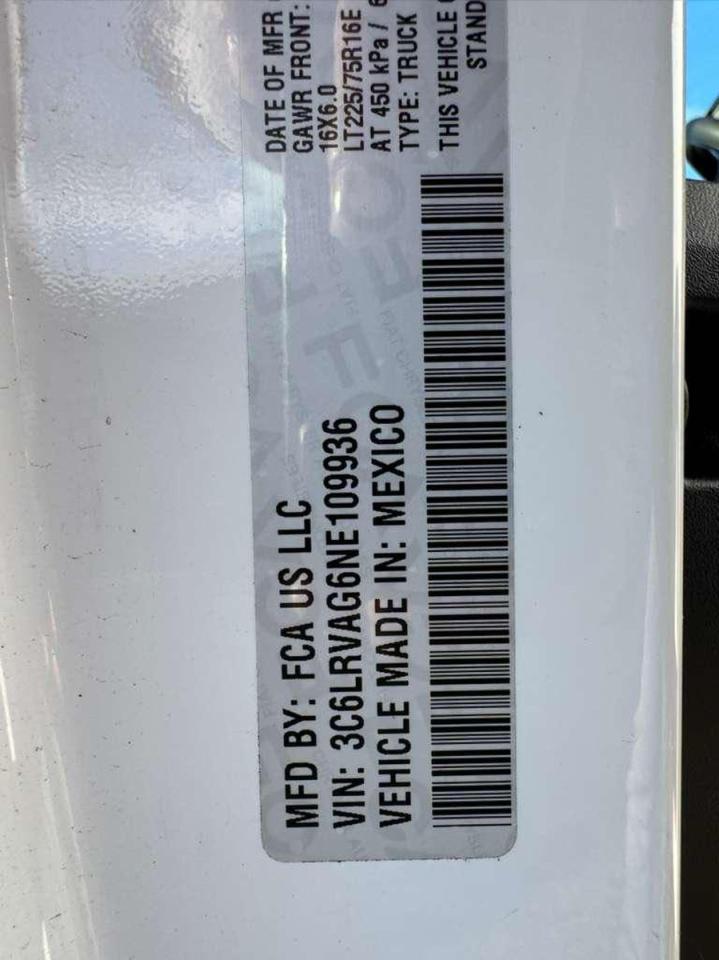 MFD BY: FCA US LLC
VIN: 3C6LRVAG6NE109936
VEHICLE MADE IN: MEXICO
DATE OF MFR
GAWR FRONT:
16X6.0
LT225/75R16E
AT 450 kPa / 6
TYPE: TRUCK
THIS VEHICLE
STAND